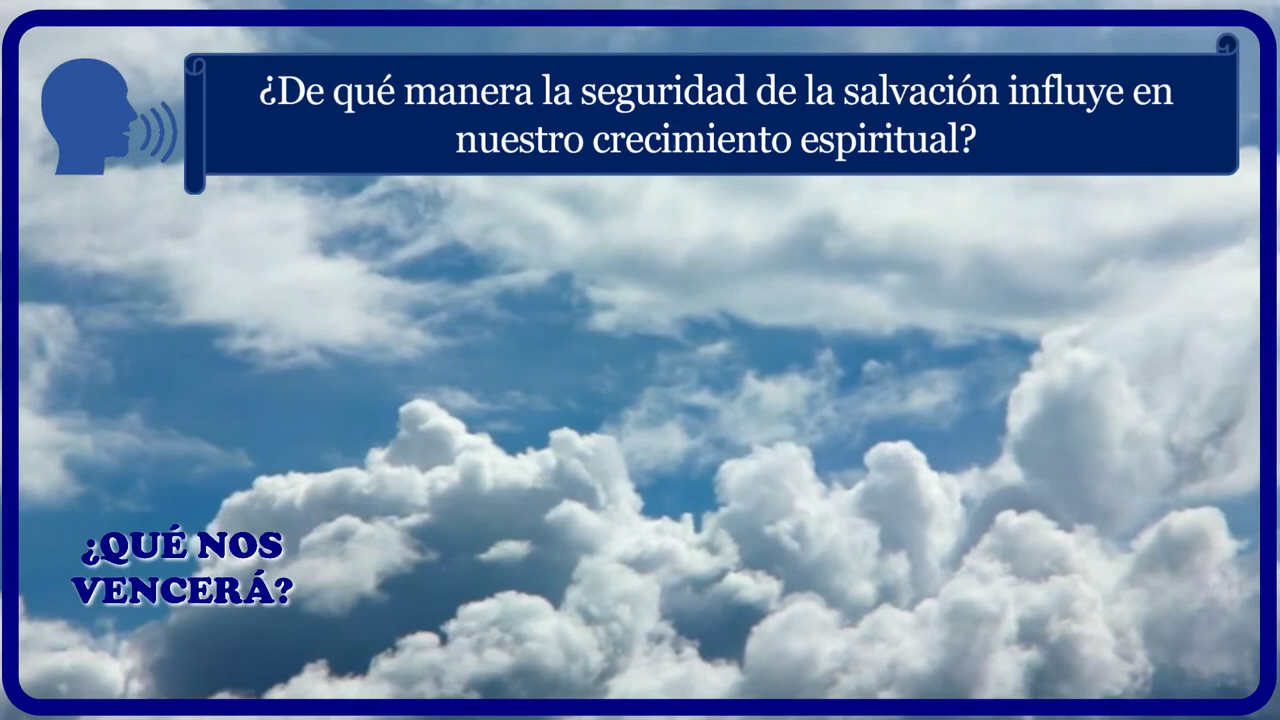 ¿De qué manera la seguridad de la salvación influye en
nuestro crecimiento espiritual?
¿QUÉ NOS
VENCERÁ?